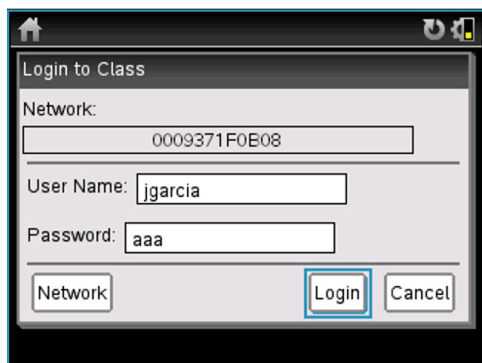 Login to Class
Network:
0009371F0B08
User Name: jgarcia
Password: aaa
Network Login Cancel